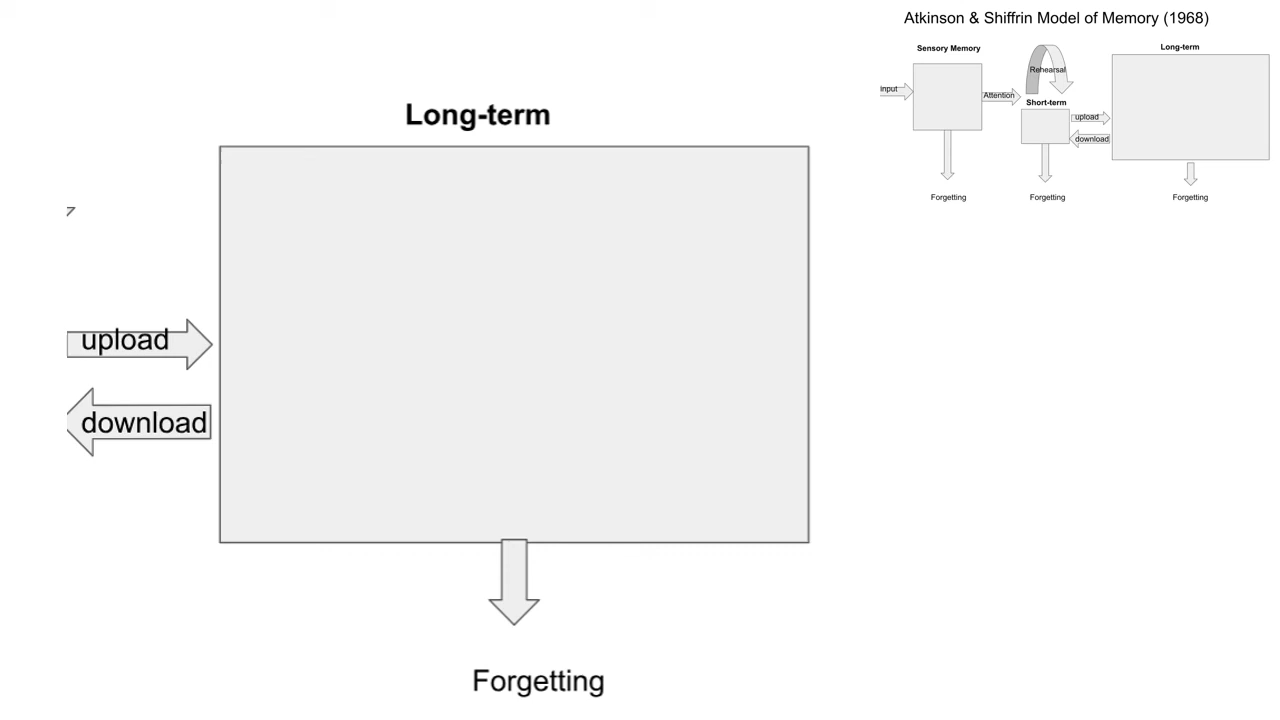 Atkinson & Shiffrin Model of Memory (1968)
Sensory Memory
Long-term
Rehearsal
input
Attention
Short-term
upload
download
Forgetting
Forgetting
Forgetting
Long-term
upload
download
Forgetting